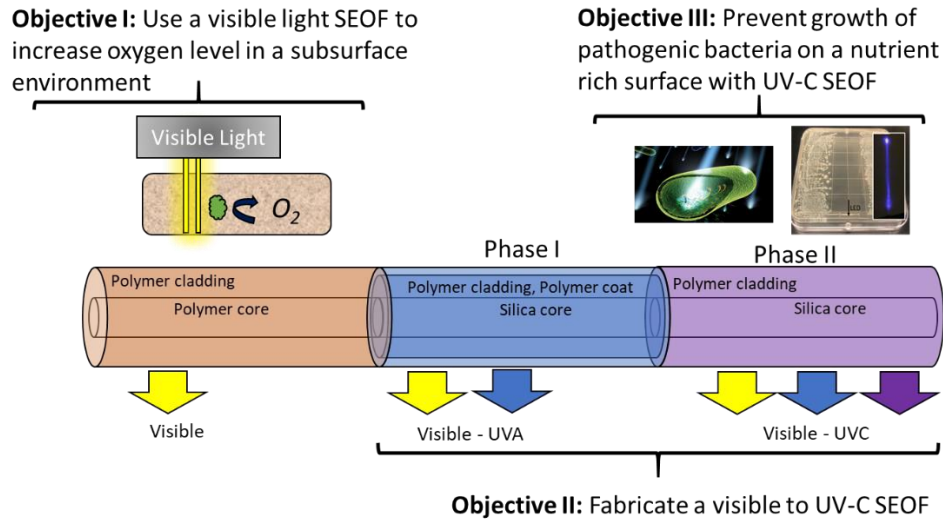 Objective I: Use a visible light SEOF to
increase oxygen level in a subsurface
environment
Objective III: Prevent growth of
pathogenic bacteria on a nutrient
rich surface with UV-C SEOF
Visible Light
O₂
LED
Phase I
Phase II
Polymer cladding
Polymer core
Polymer cladding, Polymer coat
Silica core
Polymer cladding
Silica core
Visible
Visible - UVA
Visible - UVC
Objective II: Fabricate a visible to UV-C SEOF